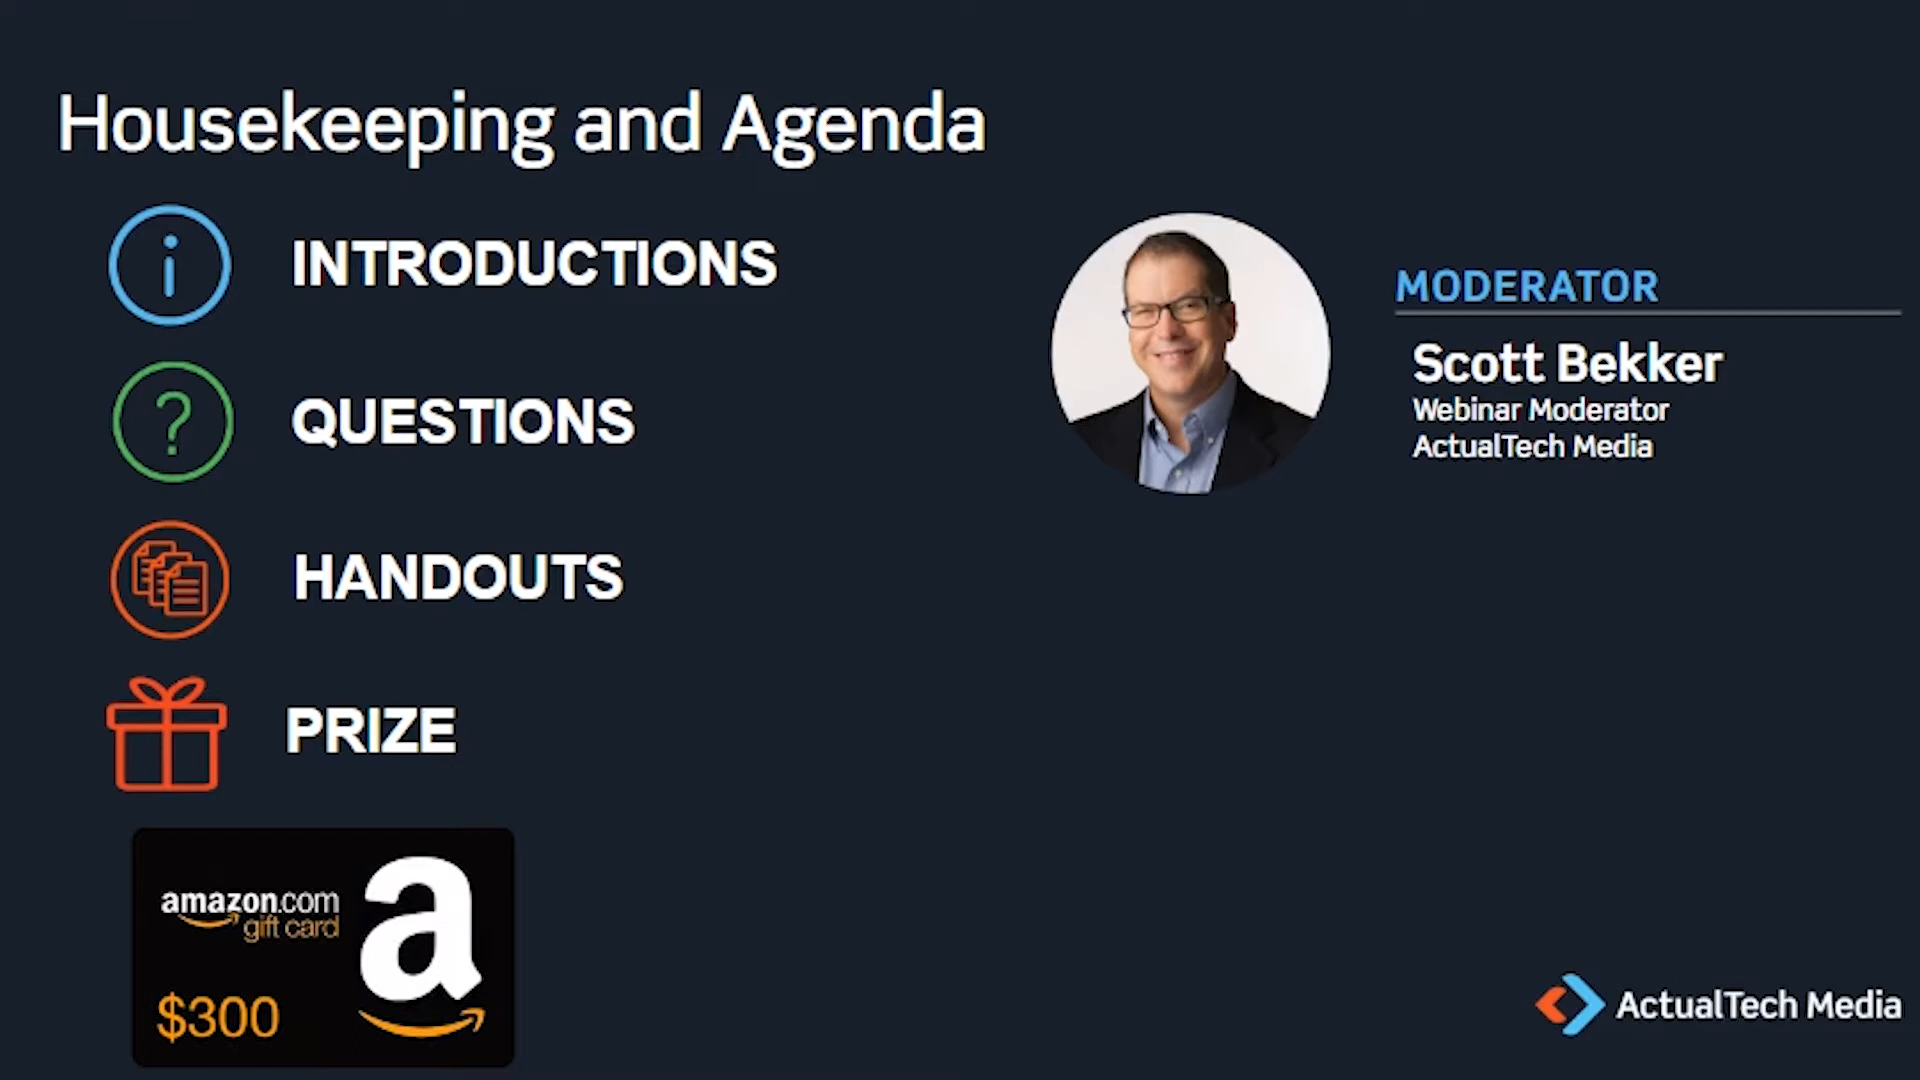 Housekeeping and Agenda
INTRODUCTIONS
QUESTIONS
HANDOUTS
PRIZE
amazon.com
gift card
a
$300
MODERATOR
Scott Bekker
Webinar Moderator
ActualTech Media
ActualTech Media